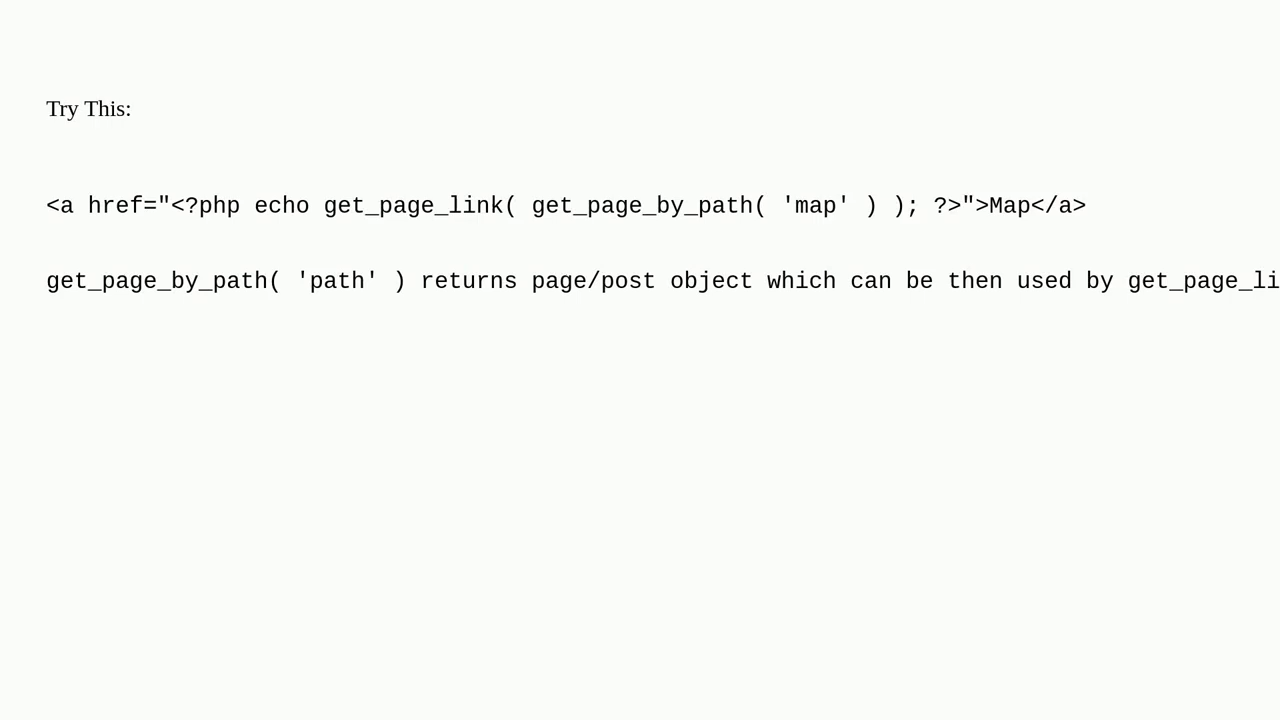 Try This:
<a href="<?php echo get_page_link( get_page_by_path( 'map' ) ); ?>">Map</a>
get_page_by_path( 'path' ) returns page/post object which can be then used by get_page_li